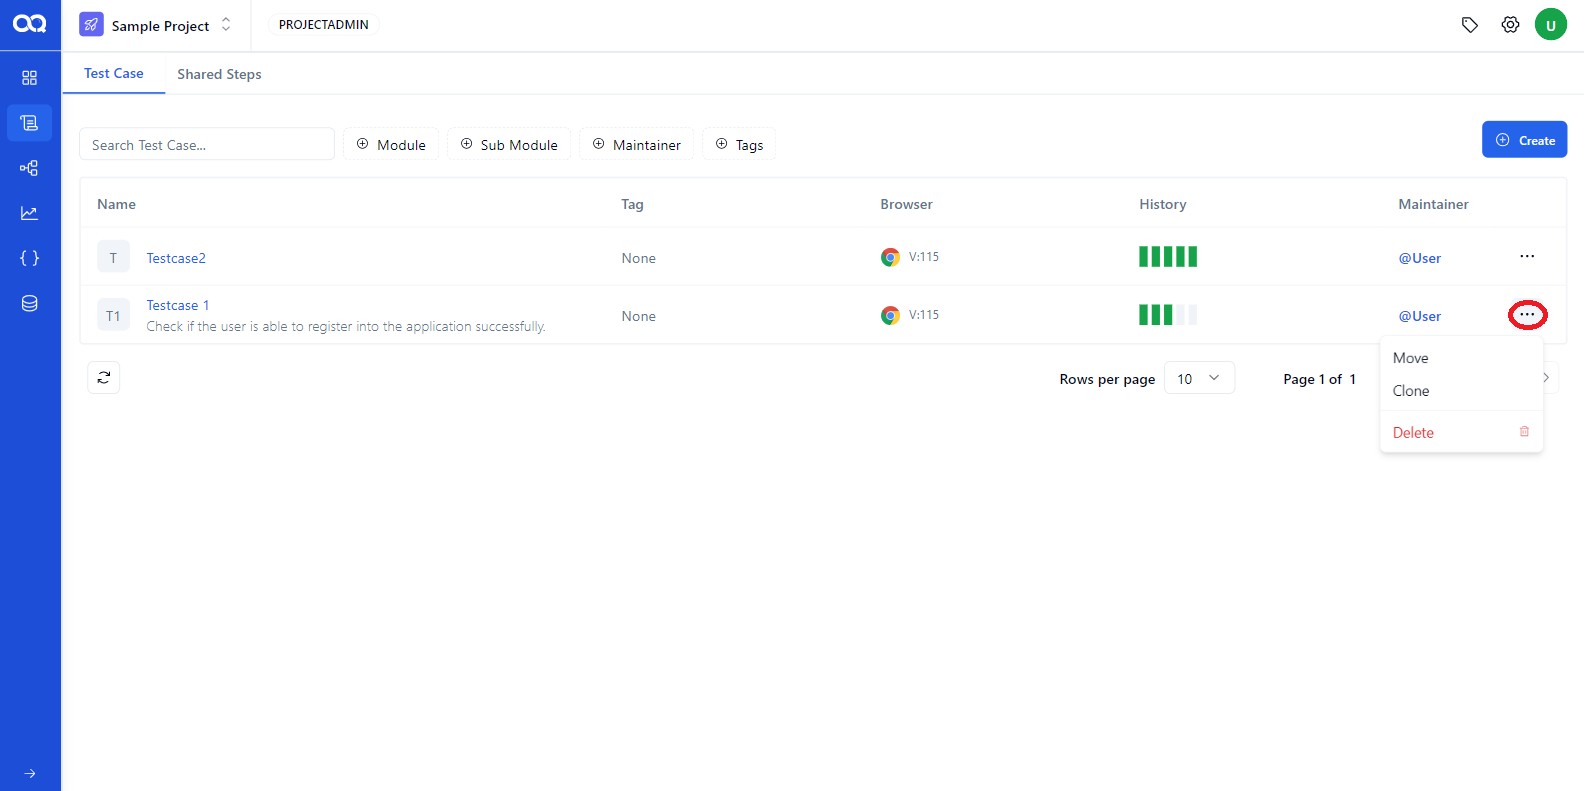 Sample Project
PROJECTADMIN
U
Test Case
Shared Steps
Search Test Case...
Module
Sub Module
Maintainer
Tags
Create
Name
Tag
Browser
History
Maintainer
T
Testcase2
None
V:115
@User
T1
Testcase 1
Check if the user is able to register into the application successfully.
None
V:115
@User
Rows per page
10
Page 1 of 1
Move
Clone
Delete